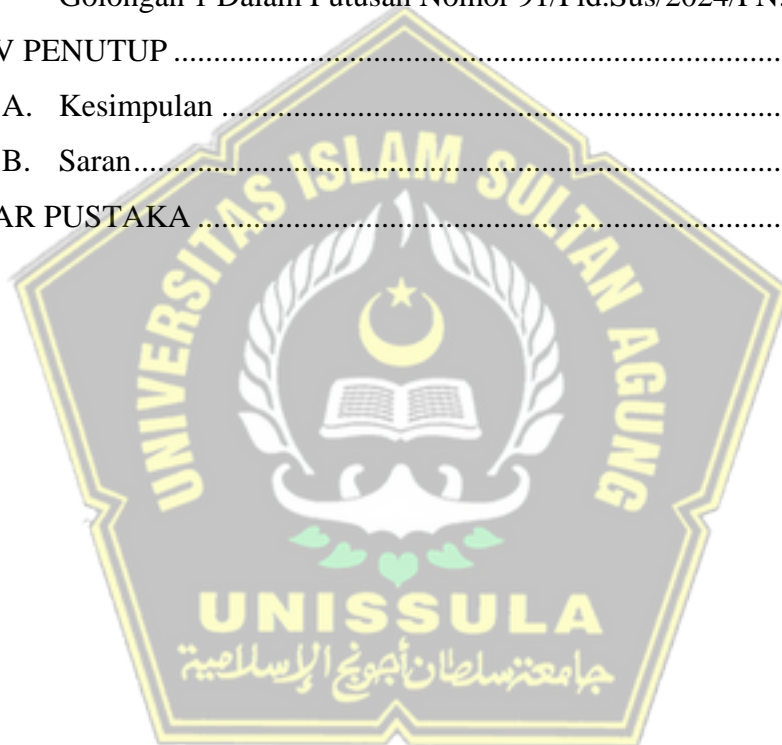 Golongan 1 Dalam Putusan Nomor 91/Pid.Sus/2024/PN.
V PENUTUP ........................................................................
A. Kesimpulan ..................................................................
B. Saran..............................................................................
AR PUSTAKA ....................................................................
UNIVERSITAS ISLAM SULTAN AGUNG
UNISSULA
جامعة سلطان أجونج الإسلامية